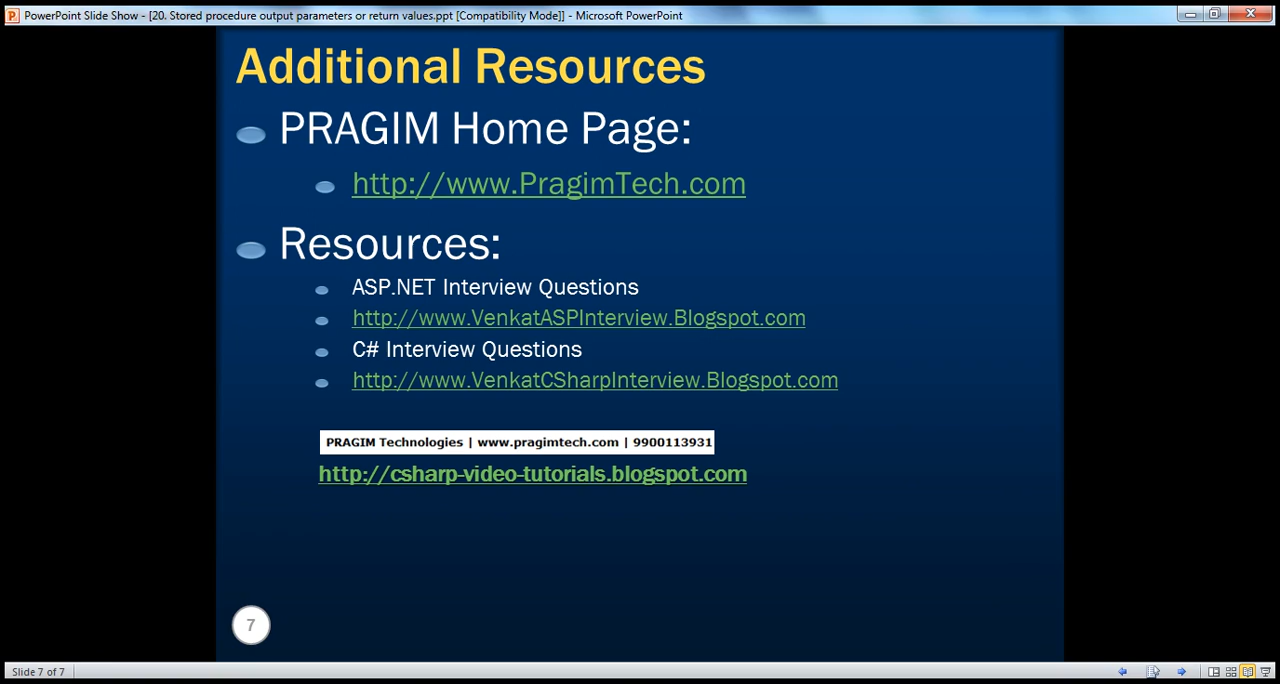 PowerPoint Slide Show - [20. Stored procedure output parameters or return values.ppt [Compatibility Mode]] - Microsoft PowerPoint
Additional Resources
PRAGIM Home Page:
http://www.PragimTech.com
Resources:
ASP.NET Interview Questions
http://www.VenkatASPInterview.Blogspot.com
C# Interview Questions
http://www.VenkatCSharpInterview.Blogspot.com
PRAGIM Technologies | www.pragimtech.com | 9900113931
http://csharp-video-tutorials.blogspot.com
7
Slide 7 of 7